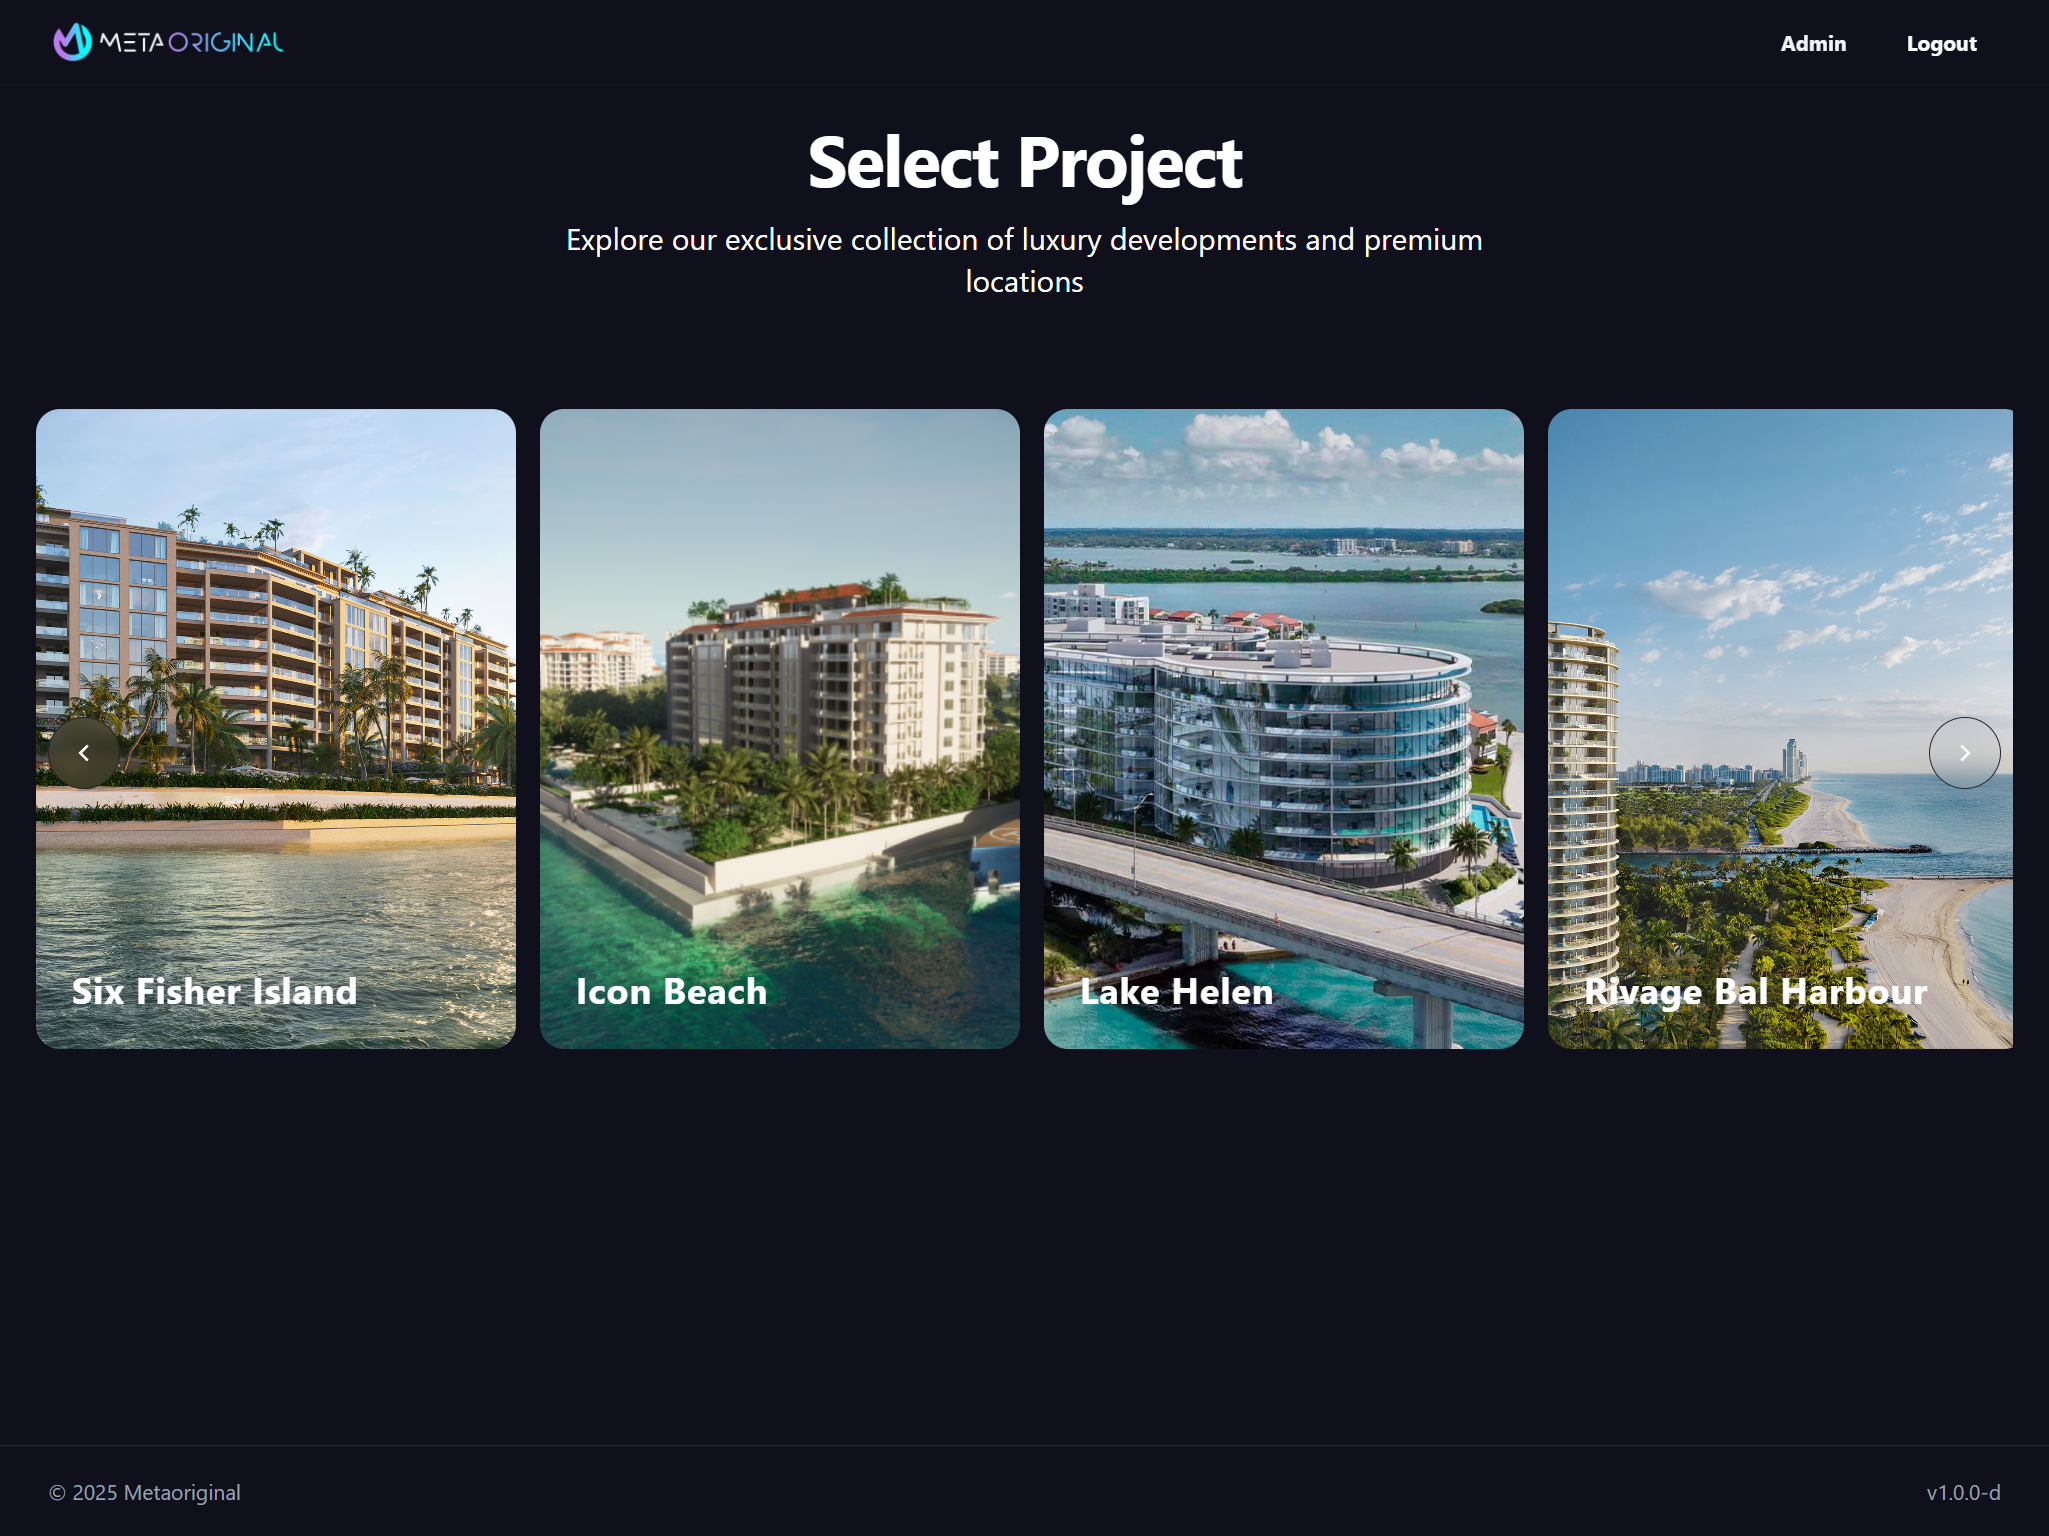 METAORIGINAL
Admin
Logout
Select Project
Explore our exclusive collection of luxury developments and premium
locations
Six Fisher Island
Icon Beach
Lake Helen
Rivage Bal Harbour
© 2025 Metaoriginal
v1.0.0-d